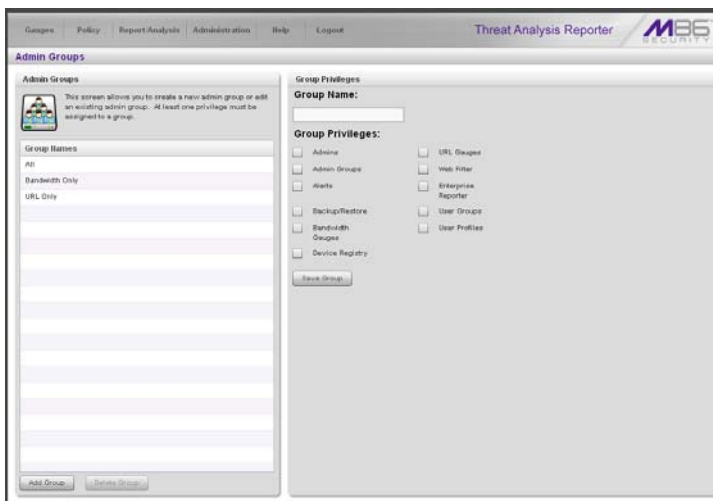 Gauges Policy Report/Analysis Administration Help Logout
Threat Analysis Reporter
M86
SECURITY
Admin Groups
Admin Groups
This screen allows you to create a new admin group or edit
an existing admin group. At least one privilege must be
assigned to a group.
Group Names
All
Bandwidth Only
URL Only
Add Group
Delete Group
Group Privileges
Group Name:
Group Privileges:
Admins
Admin Groups
Alerts
Backup/Restore
Bandwidth
Gauges
Device Registry
URL Gauges
Web Filter
Enterprise
Reporter
User Groups
User Profiles
Save Group